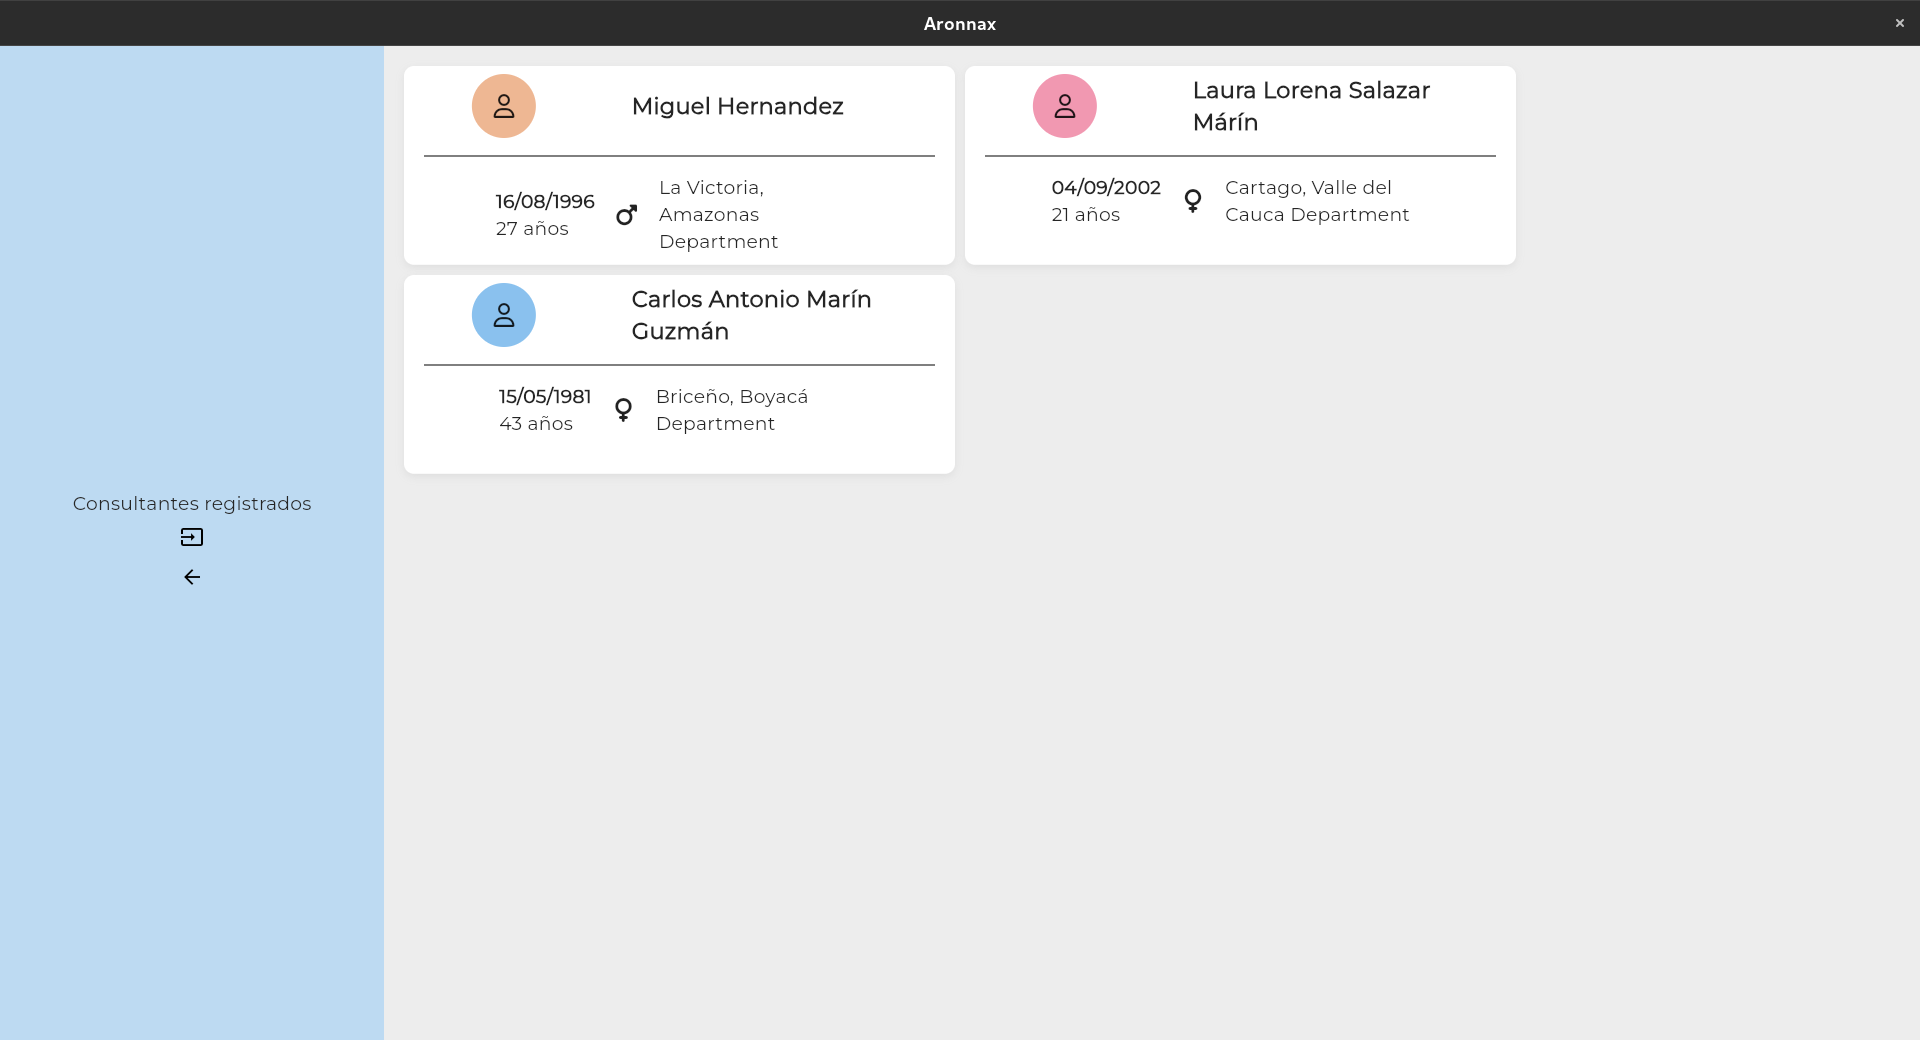 Aronnax
Consultantes registrados
Miguel Hernandez
16/08/1996
27 años
La Victoria,
Amazonas
Department
Laura Lorena Salazar
Márín
04/09/2002
21 años
Cartago, Valle del
Cauca Department
Carlos Antonio Marín
Guzmán
15/05/1981
43 años
Briceño, Boyacá
Department